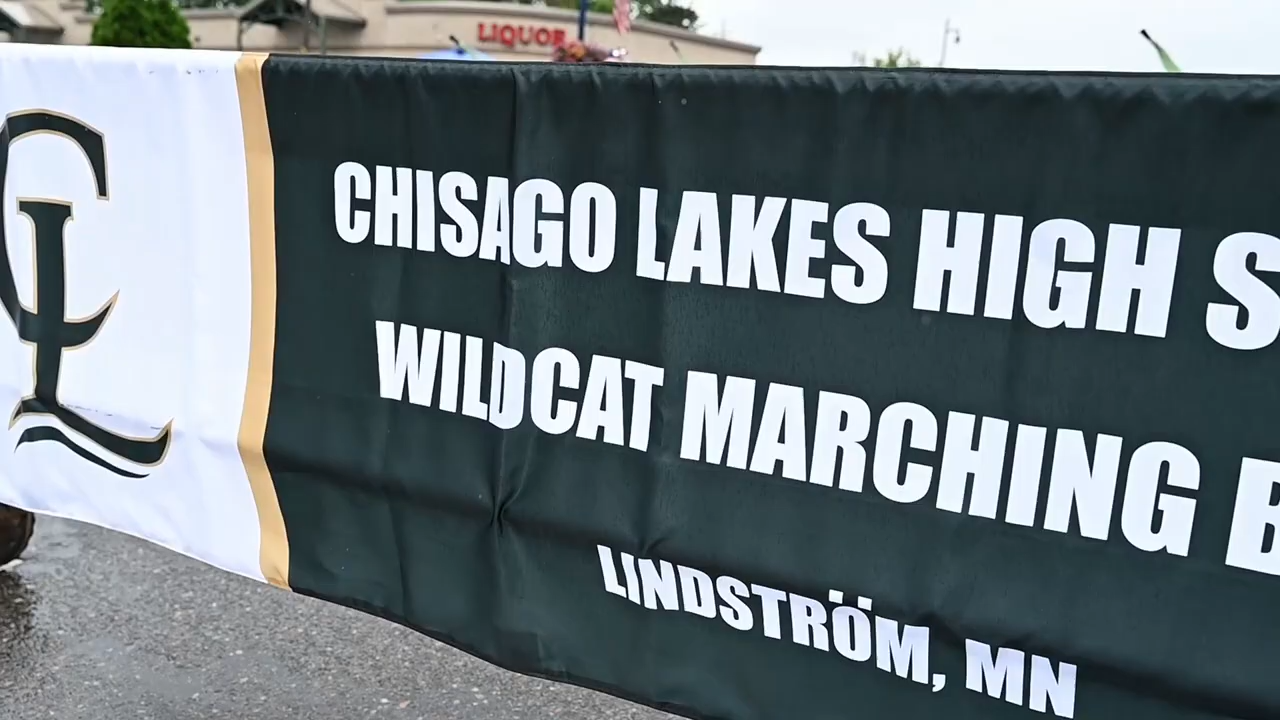 LIQUOR
CL
CHISAGO LAKES HIGH S
WILDCAT MARCHING B
LINDSTRÖM, MN